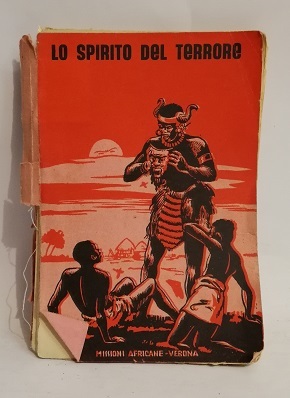 LO SPIRITO DEL TERRORE
MISSIONI AFRICANE - VERONA